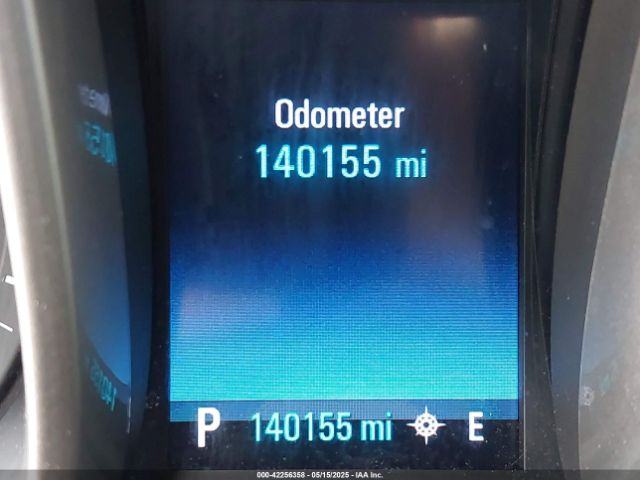 Odometer
140155 mi
P 140155 mi E
000-42256358 - 05/15/2025 - IAA Inc.